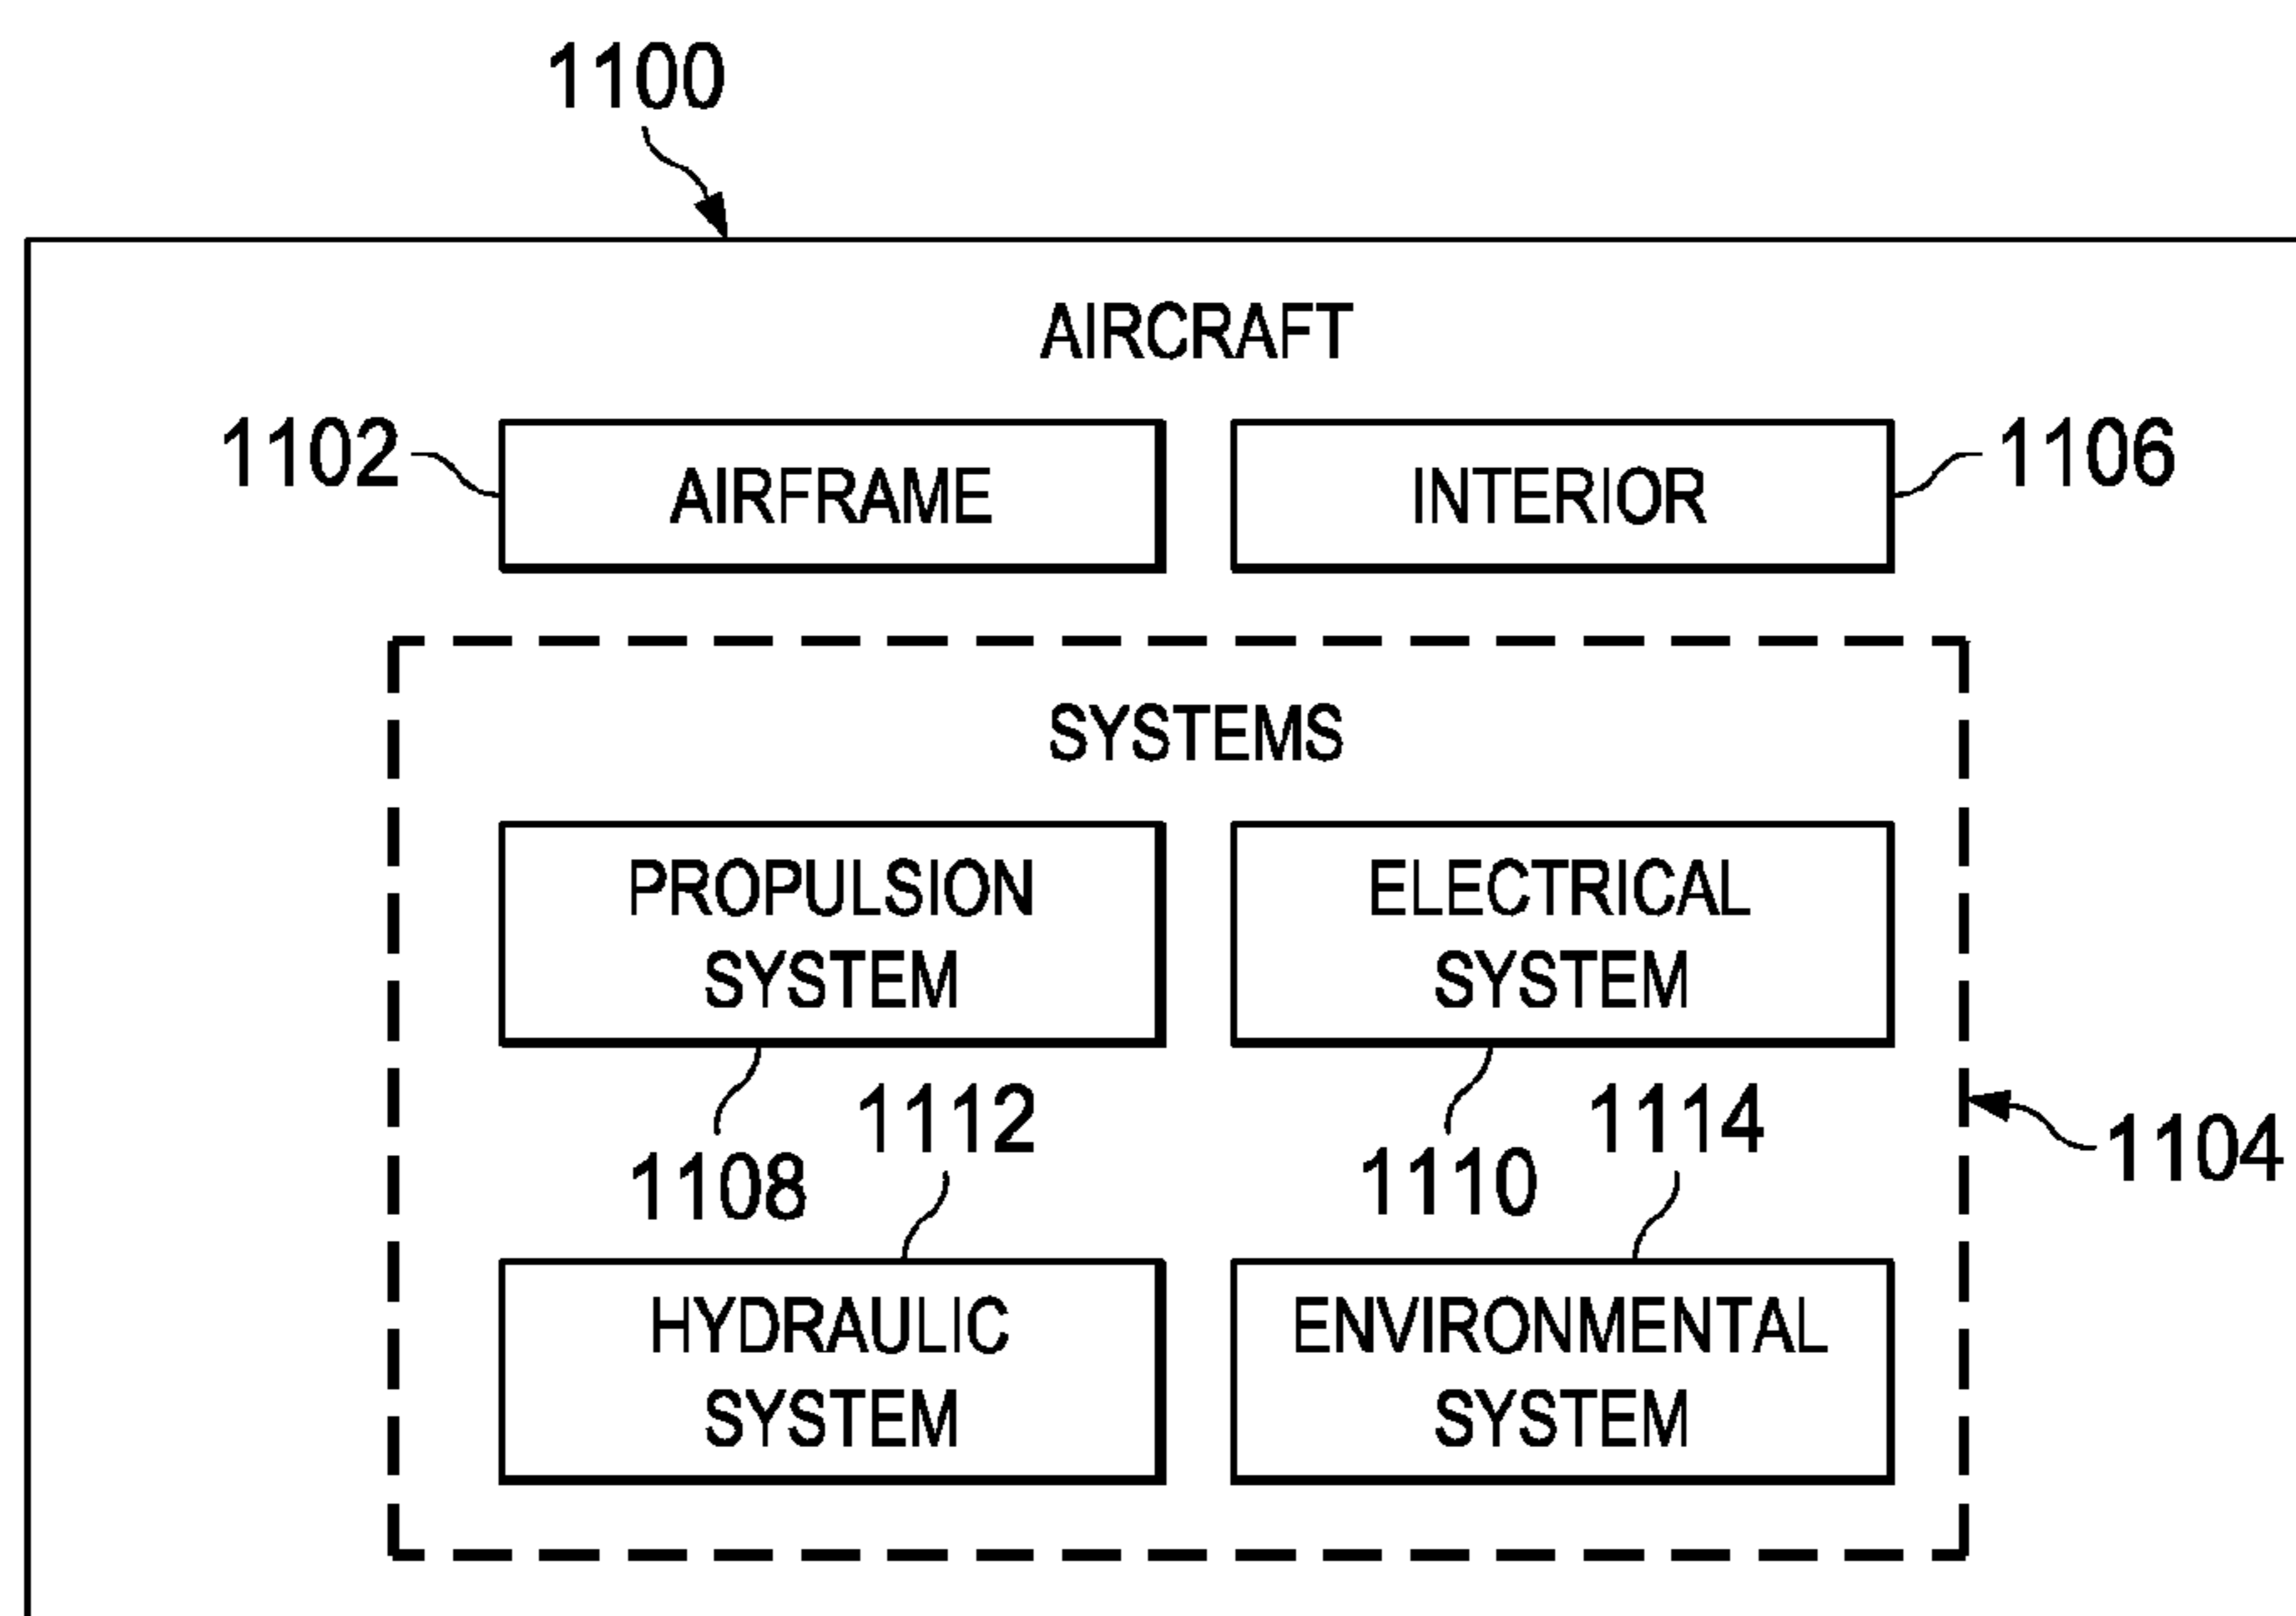 1100
AIRCRAFT
1102
AIRFRAME
INTERIOR
1106
SYSTEMS
PROPULSION
SYSTEM
ELECTRICAL
SYSTEM
1108
1112
1110
1114
1104
HYDRAULIC
SYSTEM
ENVIRONMENTAL
SYSTEM